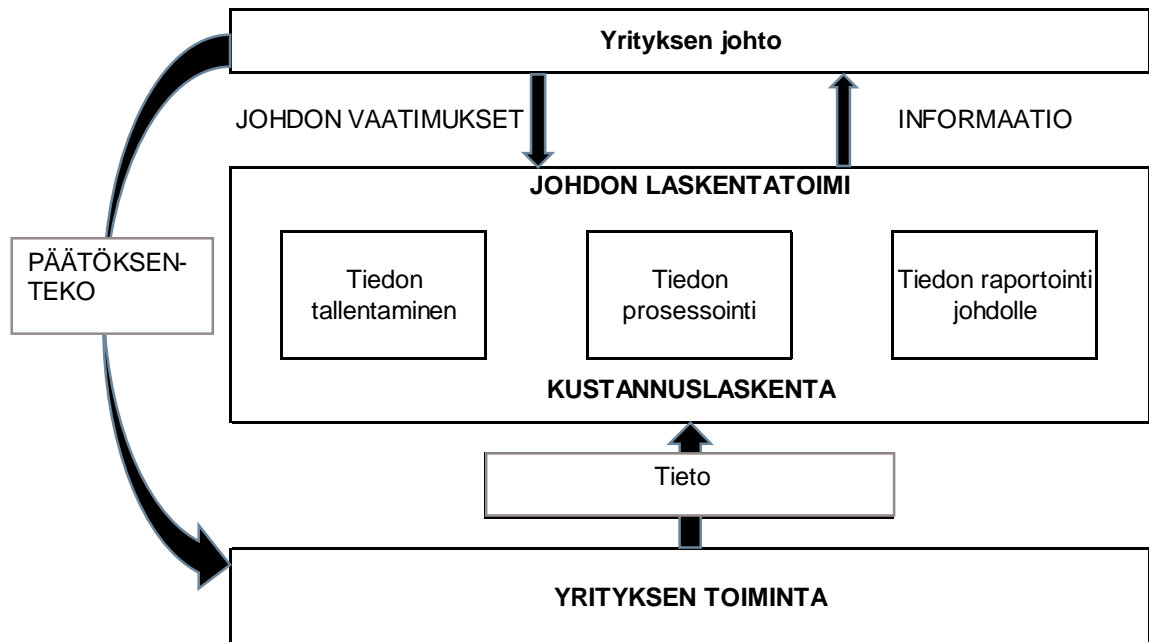 Yrityksen johto
JOHDON VAATIMUKSET
INFORMAATIO
JOHDON LASKENTATOIMI
PÄÄTÖKSEN-
TEKO
Tiedon
tallentaminen
Tiedon
prosessointi
Tiedon raportointi
johdolle
KUSTANNUSLASKENTA
Tieto
YRITYKSEN TOIMINTA